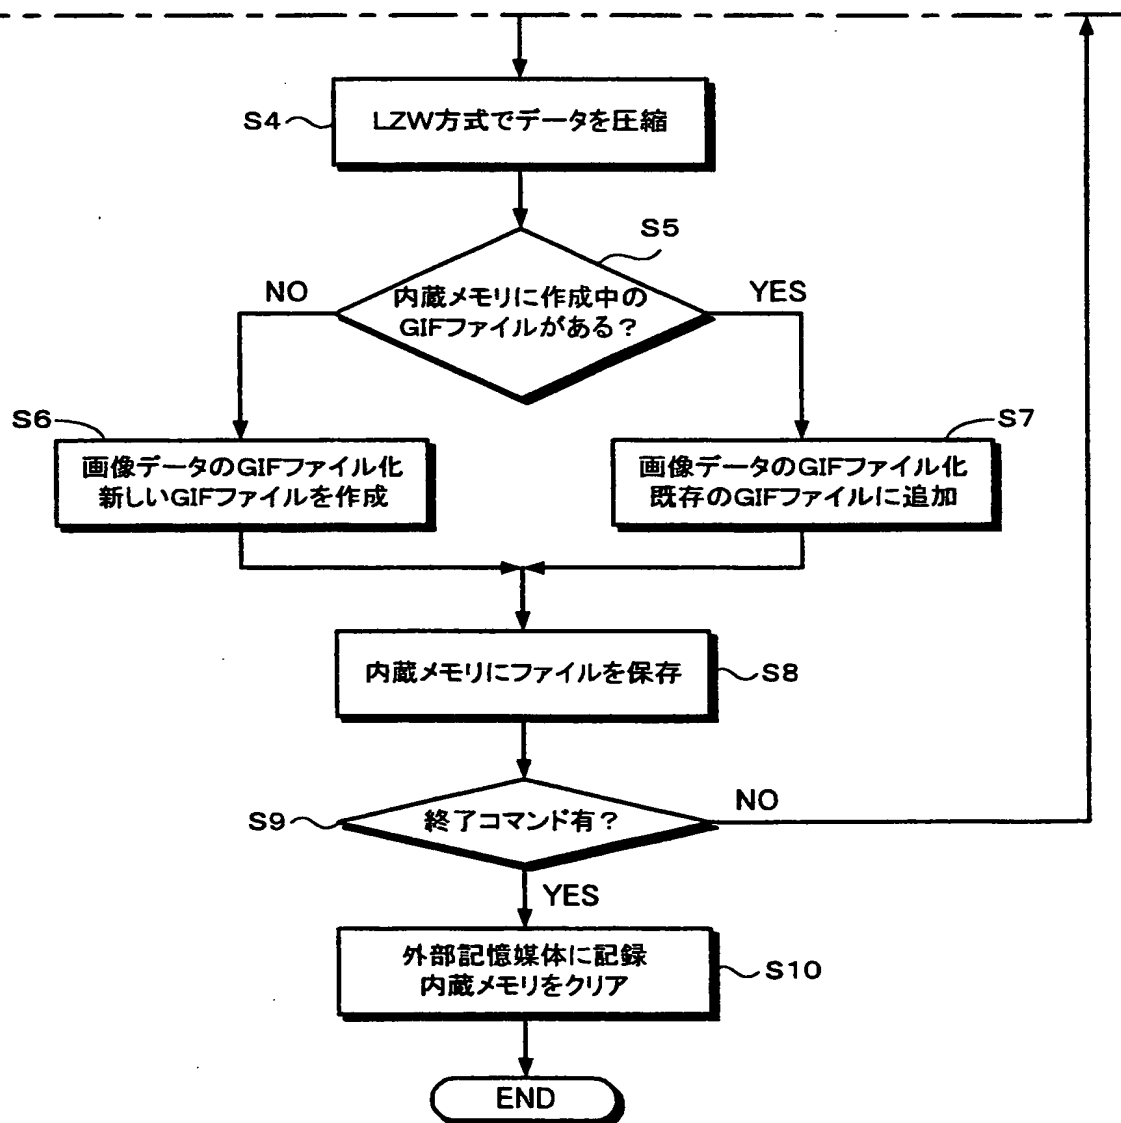 S4
LZW方式でデータを圧縮
S5
NO
YES
内蔵メモリに作成中の
GIFファイルがある？
S6
S7
画像データのGIFファイル化
新しいGIFファイルを作成
画像データのGIFファイル化
既存のGIFファイルに追加
内蔵メモリにファイルを保存
S8
S9
終了コマンド有？
NO
YES
外部記憶媒体に記録
内蔵メモリをクリア
S10
END